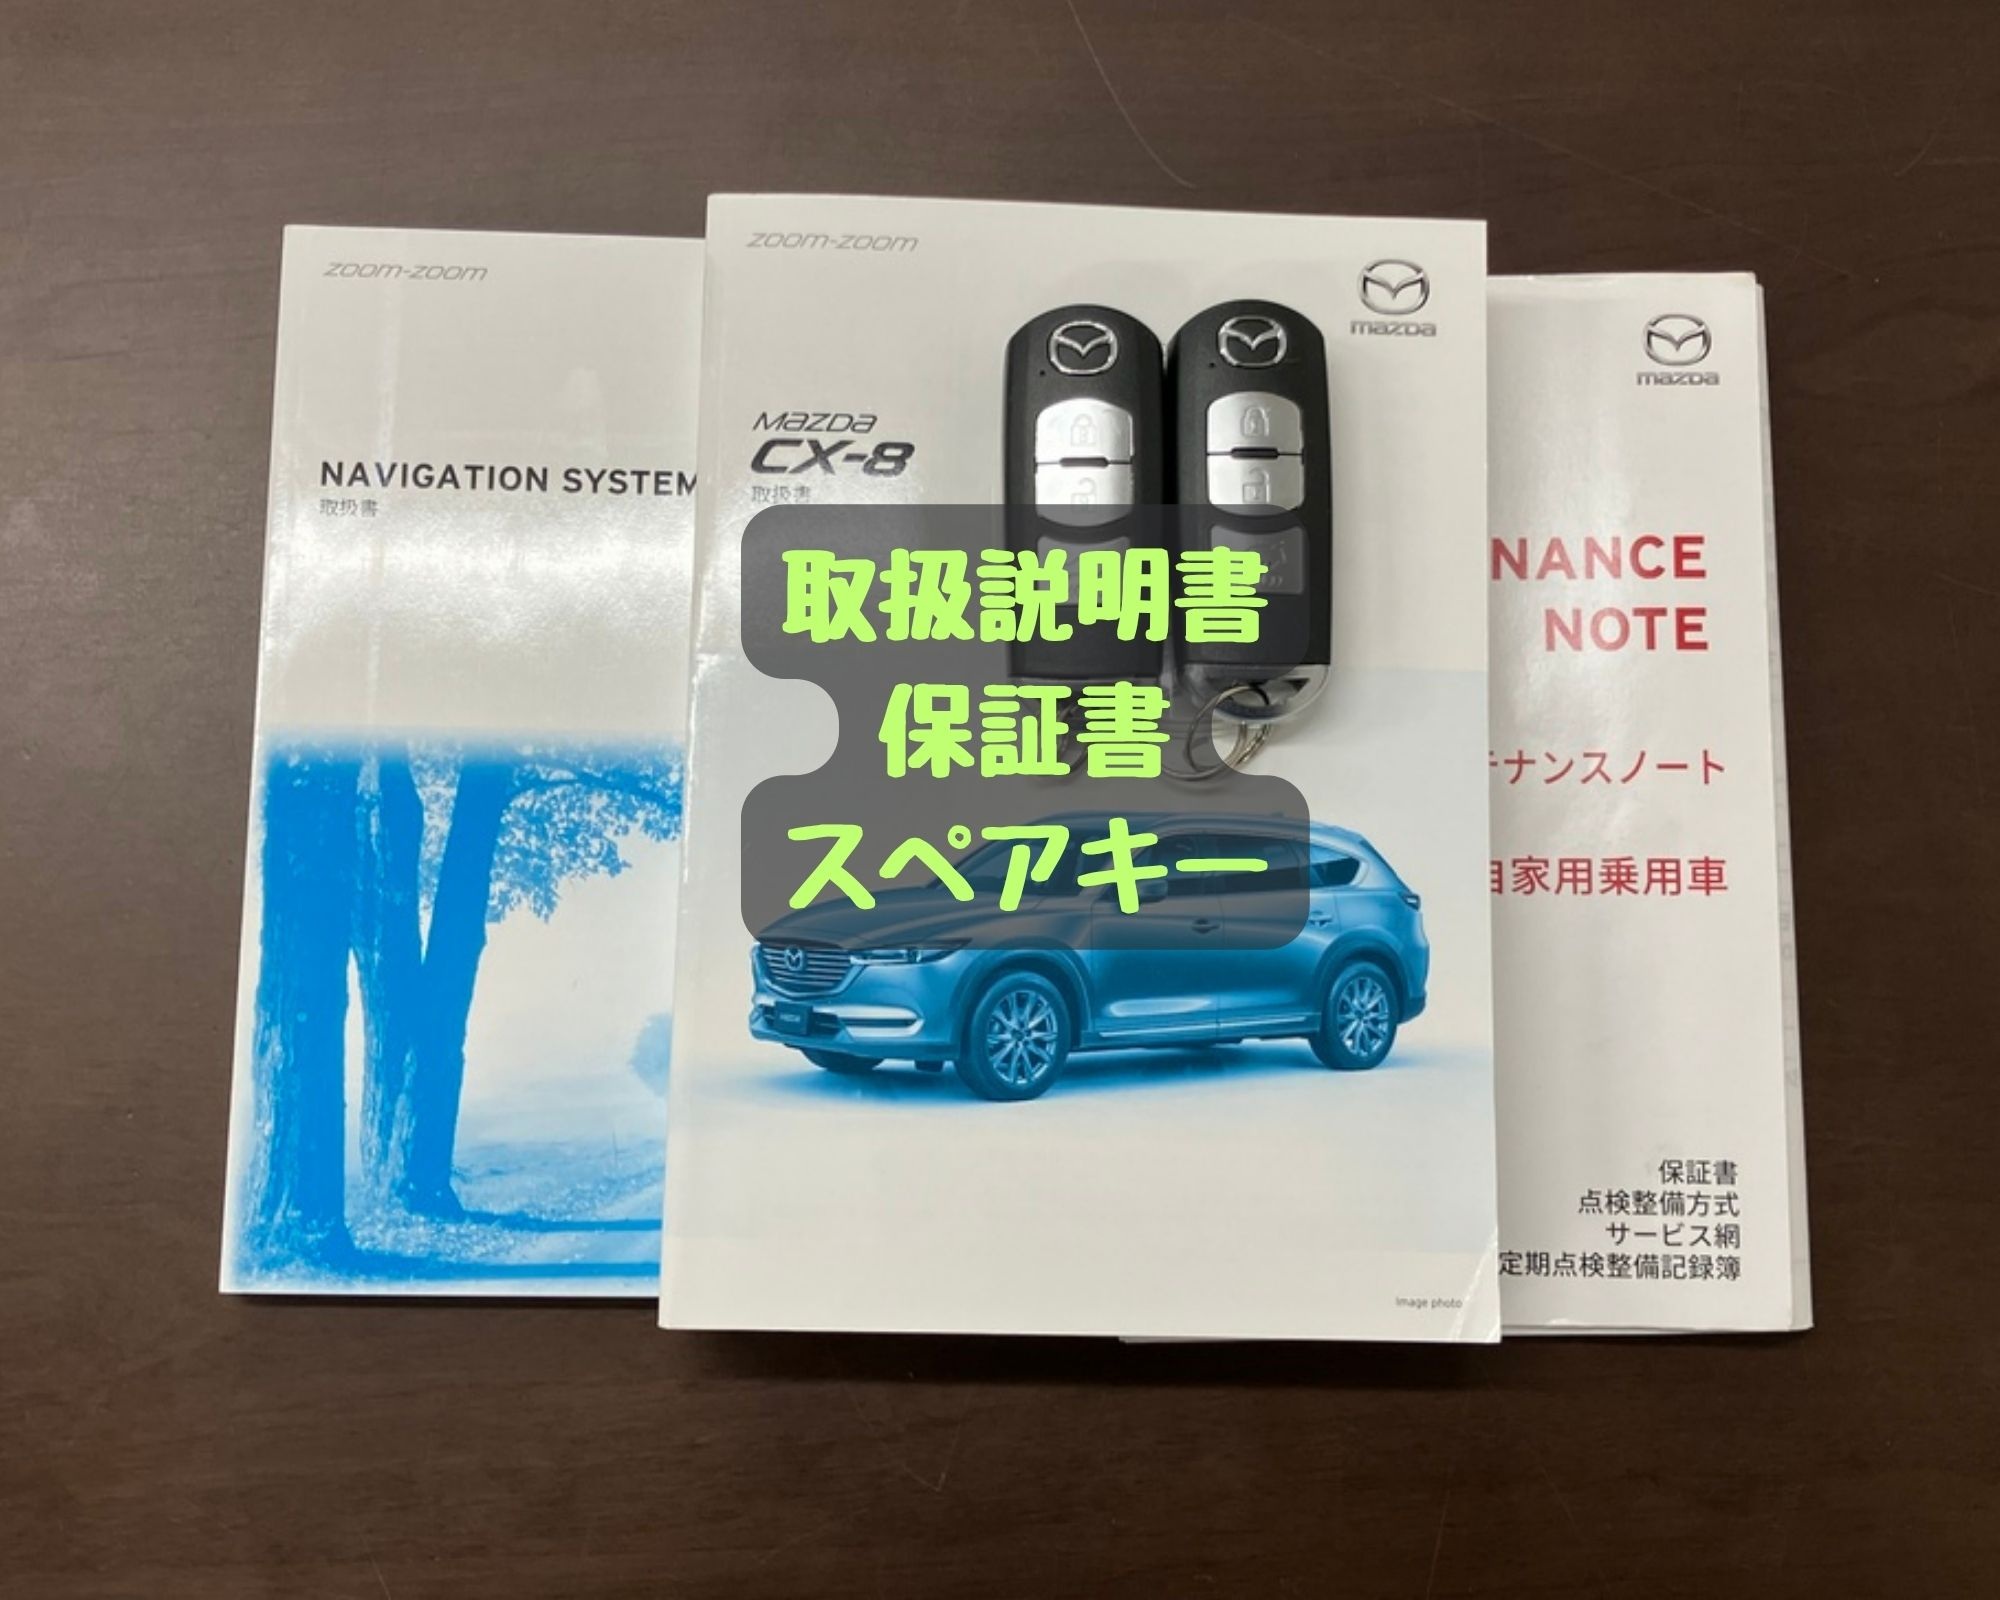 zoom-zoom
NAVIGATION SYSTEM
取扱書
zoom-zoom
mazda
mazda
CX-8
取扱書
取扱説明書
保証書
スペアキー
Image photo
mazda
NANCE
NOTE
テナンスノート
自家用乗用車
保証書
点検整備方式
サービス網
定期点検整備記録簿